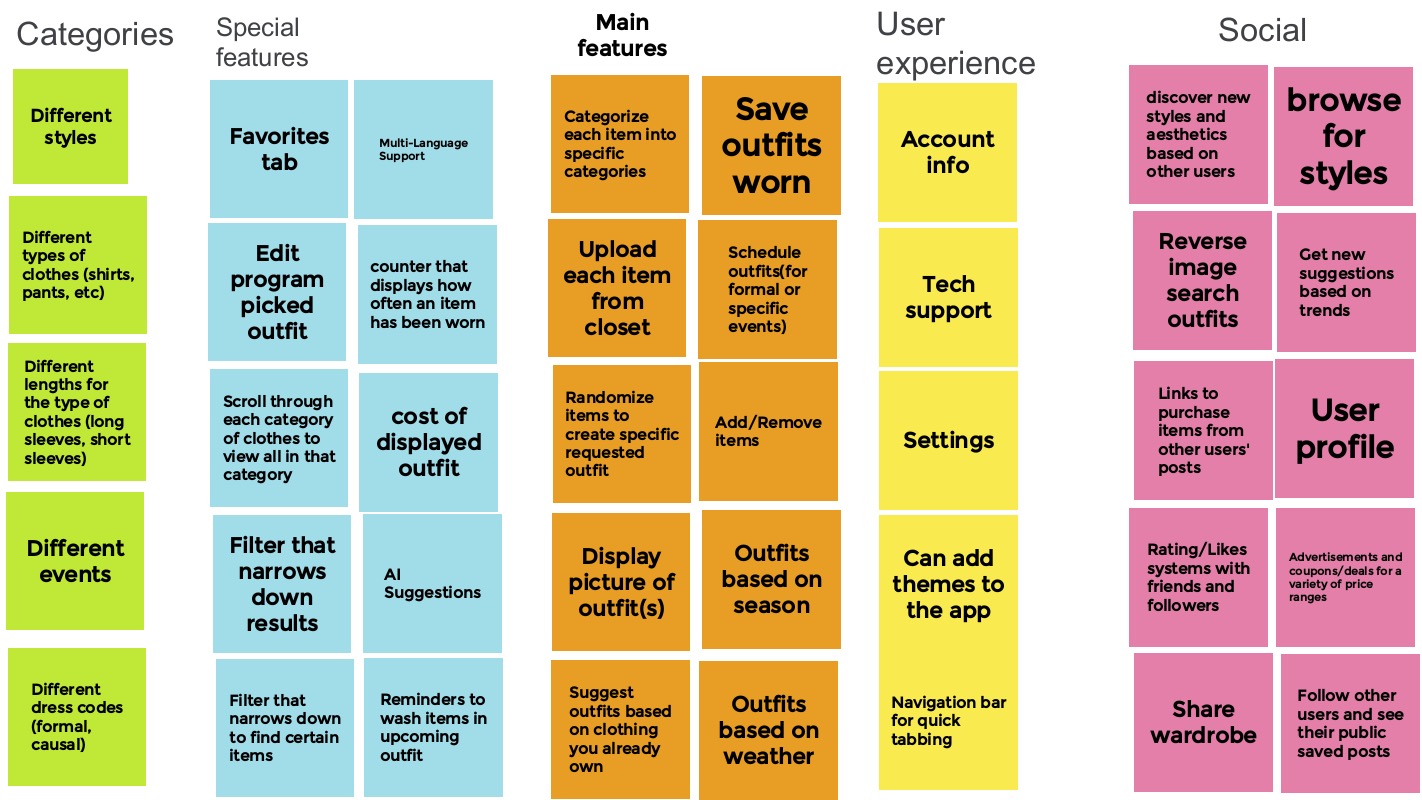 Categories
Different
styles
Different
types of
clothes (shirts,
pants, etc)
Different
lengths for
the type of
clothes (long
sleeves, short
sleeves)
Different
events
Different
dress codes
(formal,
causal)
Special
features
Favorites
tab
Multi-Language
Support
Edit
program
picked
outfit
counter that
displays how
often an item
has been worn
Scroll through
each category
of clothes to
view all in that
category
cost of
displayed
outfit
Filter that
narrows
down
results
AI
Suggestions
Filter that
narrows down
to find certain
items
Reminders to
wash items in
upcoming
outfit
Main
features
Categorize
each item into
specific
categories
Save
outfits
worn
Upload
each item
from
closet
Schedule
outfits(for
formal or
specific
events)
Randomize
items to
create specific
requested
outfit
Add/Remove
items
Display
picture of
outfit(s)
Outfits
based on
season
Suggest
outfits based
on clothing
you already
own
Outfits
based on
weather
User
experience
Account
info
Tech
support
Settings
Can add
themes to
the app
Navigation bar
for quick
tabbing
Social
discover new
styles and
aesthetics
based on
other users
browse
for
styles
Reverse
image
search
outfits
Get new
suggestions
based on
trends
Links to
purchase
items from
other users'
posts
User
profile
Rating/Likes
systems with
friends and
followers
Advertisements and
coupons/deals for a
variety of price
ranges
Share
wardrobe
Follow other
users and see
their public
saved posts